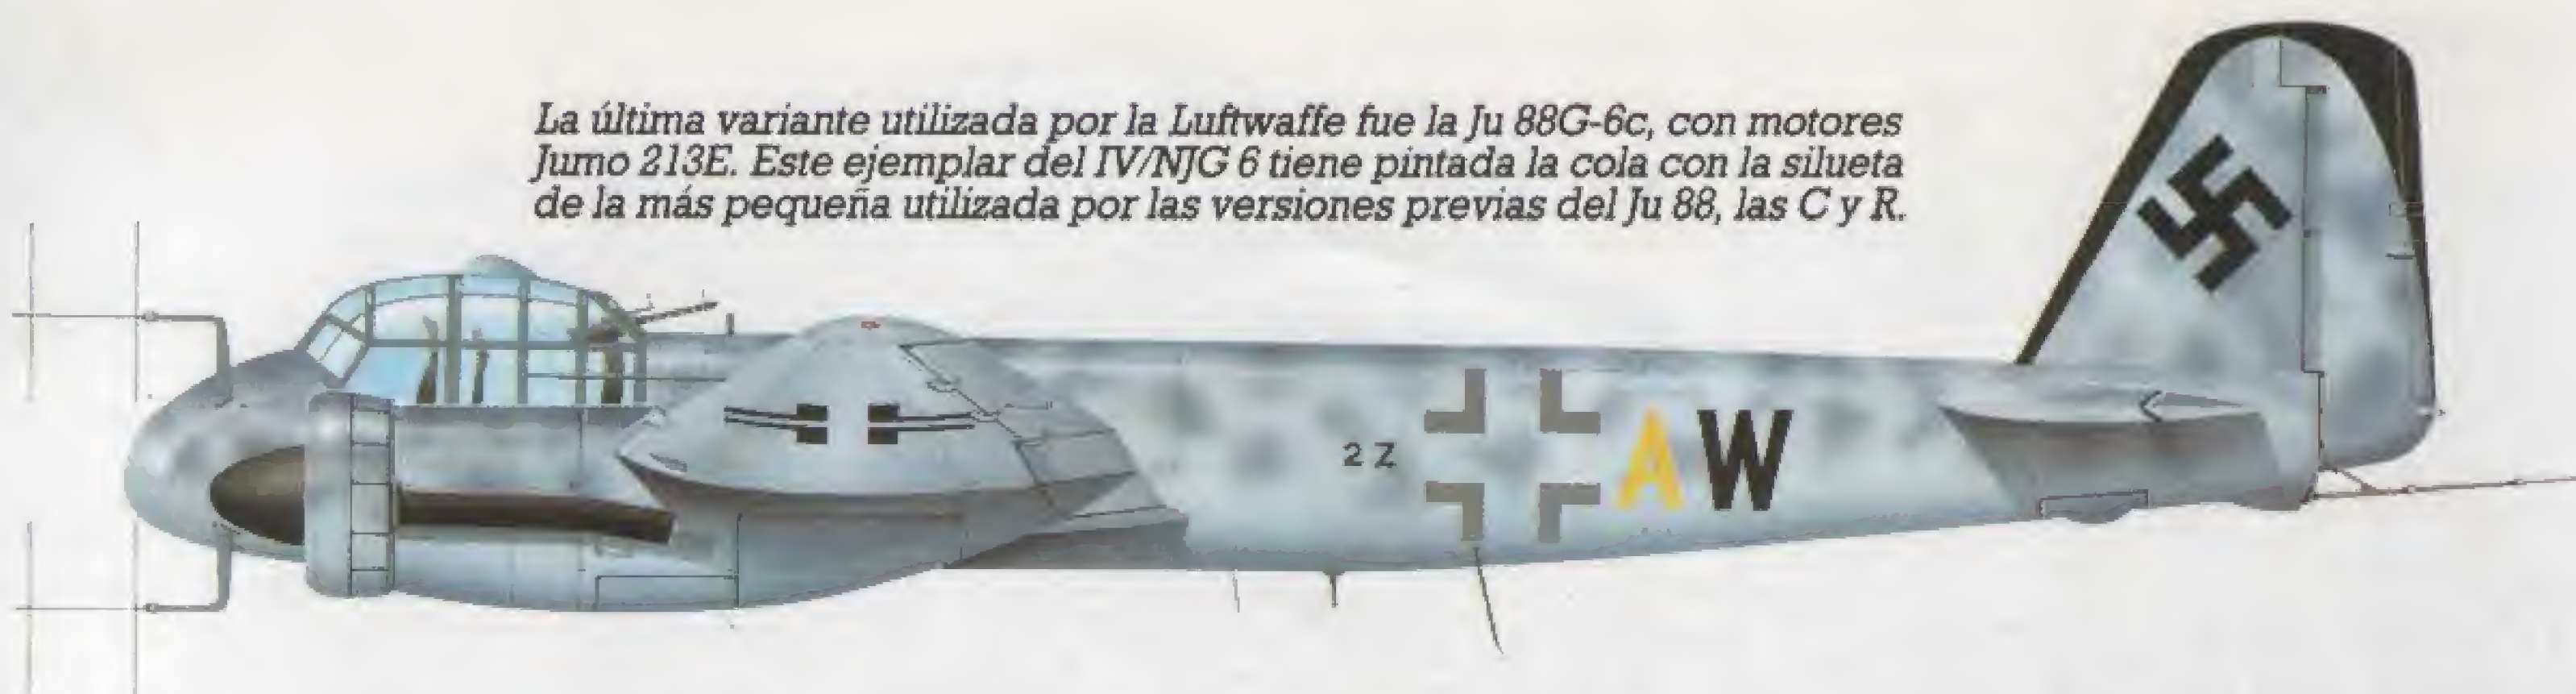 La última variante utilizada por la Luftwaffe fue la Ju 88G-6c, con motores
Jumo 213E. Este ejemplar del IV/NJG 6 tiene pintada la cola con la silueta
de la más pequeña utilizada por las versiones previas del Ju 88, las C y R.
2Z AW